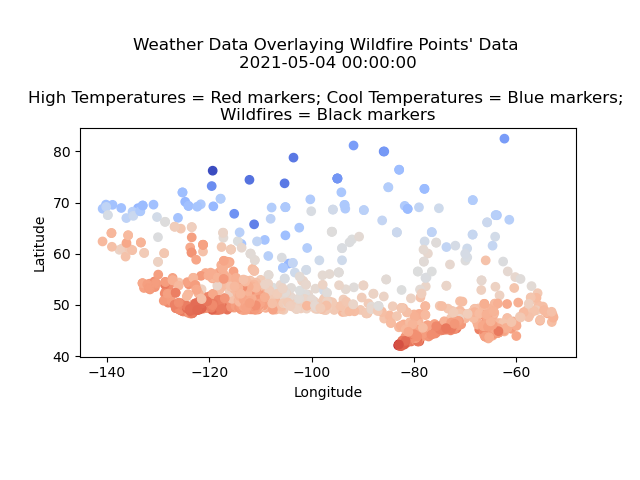 Weather Data Overlaying Wildfire Points' Data
2021-05-04 00:00:00
High Temperatures = Red markers; Cool Temperatures = Blue markers;
Wildfires = Black markers
80
70
60
50
40
Latitude
−140
−120
−100
−80
−60
Longitude